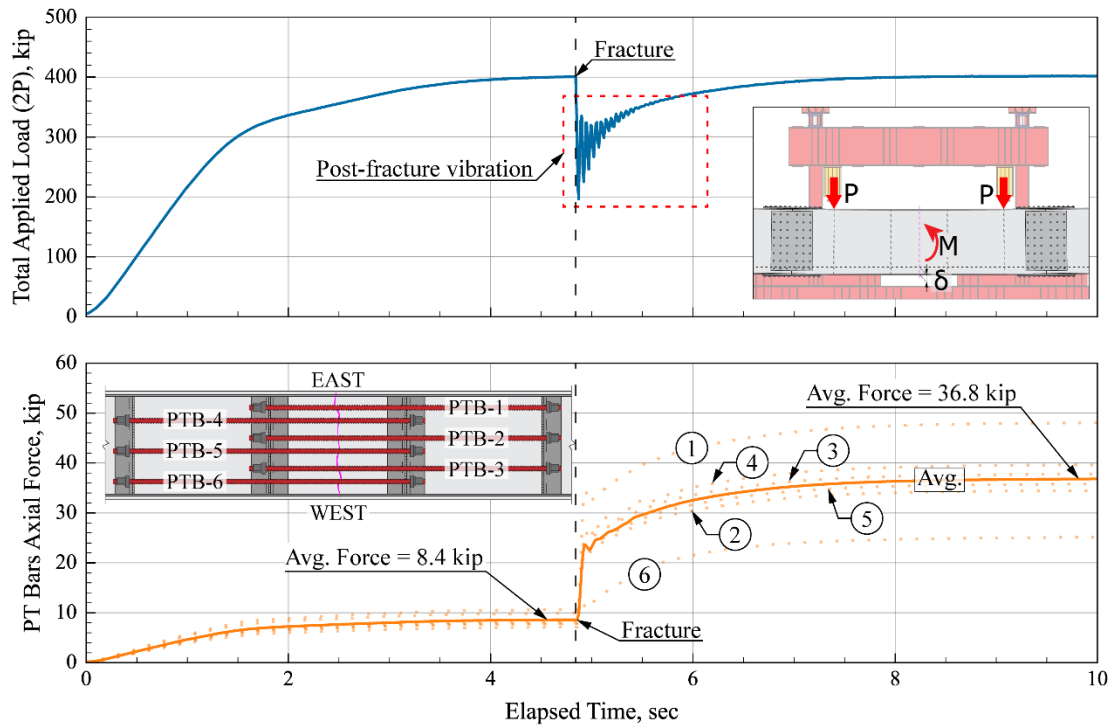 Total Applied Load (2P), kip
500
400
300
200
100
0
Fracture
Post-fracture vibration
P
P
M
δ
PT Bars Axial Force, kip
60
50
40
30
20
10
0
EAST
PTB-4
PTB-1
PTB-5
PTB-2
PTB-6
PTB-3
WEST
Avg. Force = 8.4 kip
Fracture
Avg. Force = 36.8 kip
1
4
3
Avg.
2
5
6
0
2
4
6
8
10
Elapsed Time, sec